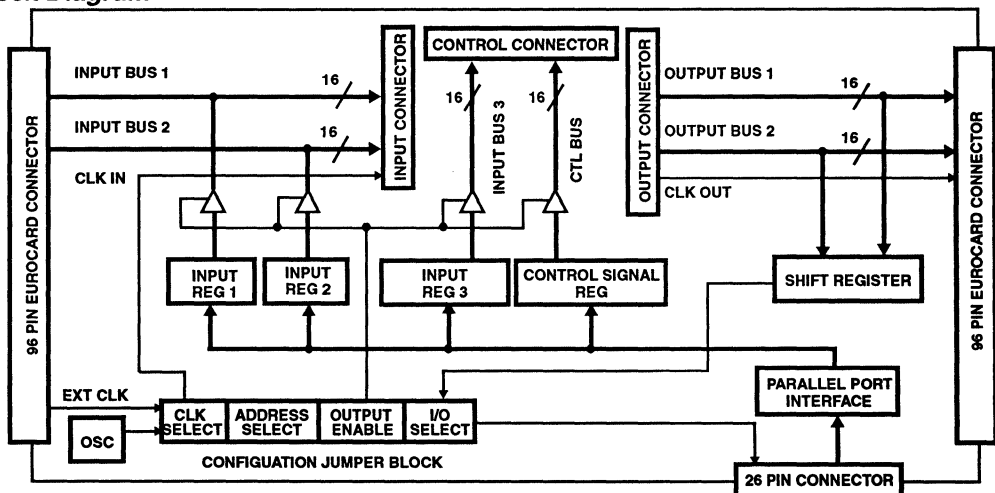 96 PIN EUROCARD CONNECTOR
INPUT BUS 1
16
INPUT BUS 2
16
CLK IN
INPUT CONNECTOR
CONTROL CONNECTOR
16
INPUT BUS 3
16
CTL BUS
OUTPUT CONNECTOR
OUTPUT BUS 1
16
OUTPUT BUS 2
16
CLK OUT
96 PIN EUROCARD CONNECTOR
INPUT
REG 1
INPUT
REG 2
INPUT
REG 3
CONTROL SIGNAL
REG
SHIFT REGISTER
PARALLEL PORT
INTERFACE
EXT CLK
OSC
CLK
SELECT
ADDRESS
SELECT
OUTPUT
ENABLE
I/O
SELECT
CONFIGUATION JUMPER BLOCK
26 PIN CONNECTOR